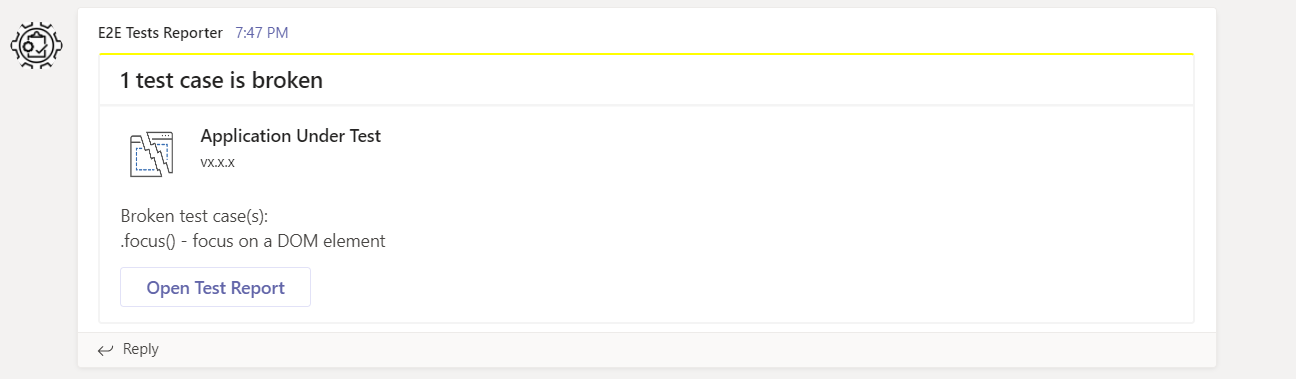 E2E Tests Reporter 7:47 PM
1 test case is broken
Application Under Test
vx.x.x
Broken test case(s):
.focus() - focus on a DOM element
Open Test Report
Reply